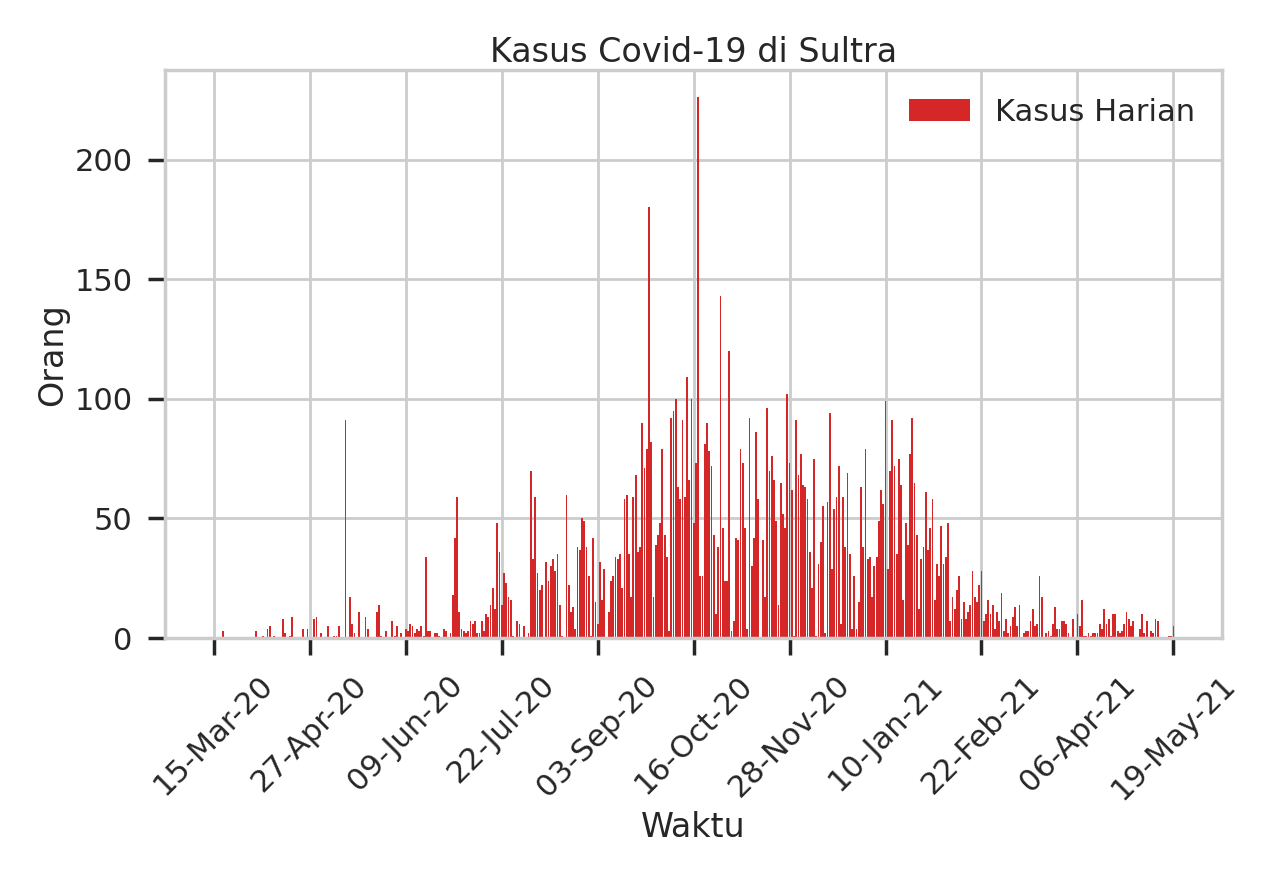 Kasus Covid-19 di Sultra
Kasus Harian
Orang
200
150
100
50
0
15-Mar-20
27-Apr-20
09-Jun-20
22-Jul-20
03-Sep-20
16-Oct-20
28-Nov-20
10-Jan-21
22-Feb-21
06-Apr-21
19-May-21
Waktu